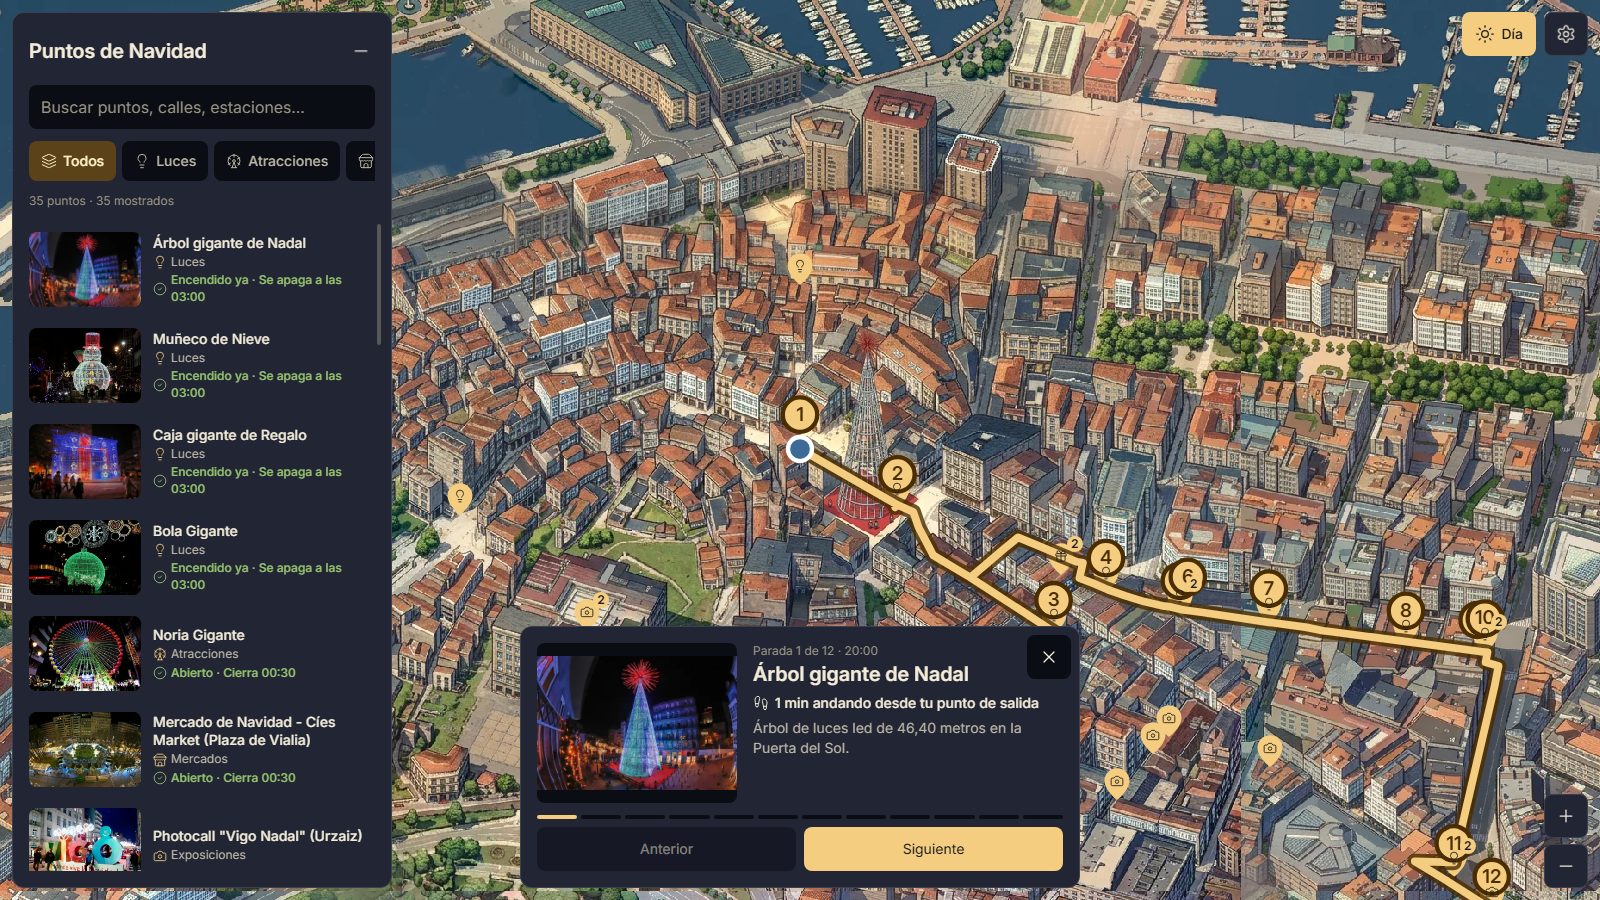 Puntos de Navidad
Buscar puntos, calles, estaciones...
Todos
Luces
Atracciones
35 puntos · 35 mostrados
Árbol gigante de Nadal
Luces
Encendido ya · Se apaga a las
03:00
Muñeco de Nieve
Luces
Encendido ya · Se apaga a las
03:00
Caja gigante de Regalo
Luces
Encendido ya · Se apaga a las
03:00
Bola Gigante
Luces
Encendido ya · Se apaga a las
03:00
Noria Gigante
Atracciones
Abierto · Cierra 00:30
Mercado de Navidad - Cíes
Market (Plaza de Vialia)
Mercados
Abierto · Cierra 00:30
Photocall "Vigo Nadal" (Urzaiz)
Exposiciones
Día
1
2
2
4
6
2
7
3
2
8
10
2
11
2
12
Parada 1 de 12 · 20:00
Árbol gigante de Nadal
1 min andando desde tu punto de salida
Árbol de luces led de 46,40 metros en la
Puerta del Sol.
Anterior
Siguiente